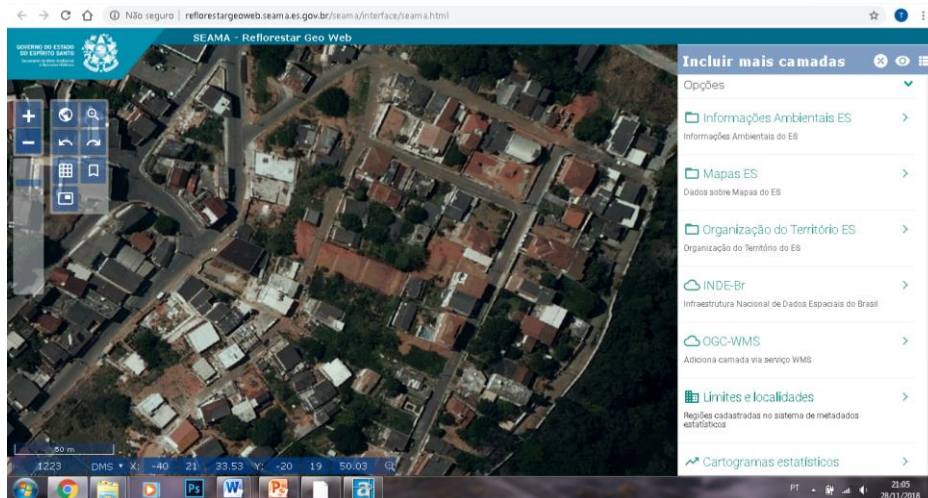 Não seguro | reflorestargeoweb.seama.es.gov.br/seama/interface/seama.html
T
GOVERNO DO ESTADO
DO ESPÍRITO SANTO
SEAMA - Reflorestar Geo Web
Incluir mais camadas
Opções
Informações Ambientais ES
Informações Ambientais do ES
Mapas ES
Dados sobre Mapas do ES
Organização do Território ES
Organização do Território do ES
INDE-Br
Infraestrutura Nacional de Dados Espaciais do Brasil
OGC-WMS
Adiciona camada via serviço WMS
Limites e localidades
Regiões cadastradas no sistema de metadados
estatísticos
Cartogramas estatísticos
50 m
1223 DMS X: -40 21 33.53 Y: -20 19 50.03
Ps W P a
PT 21:05
28/11/2018